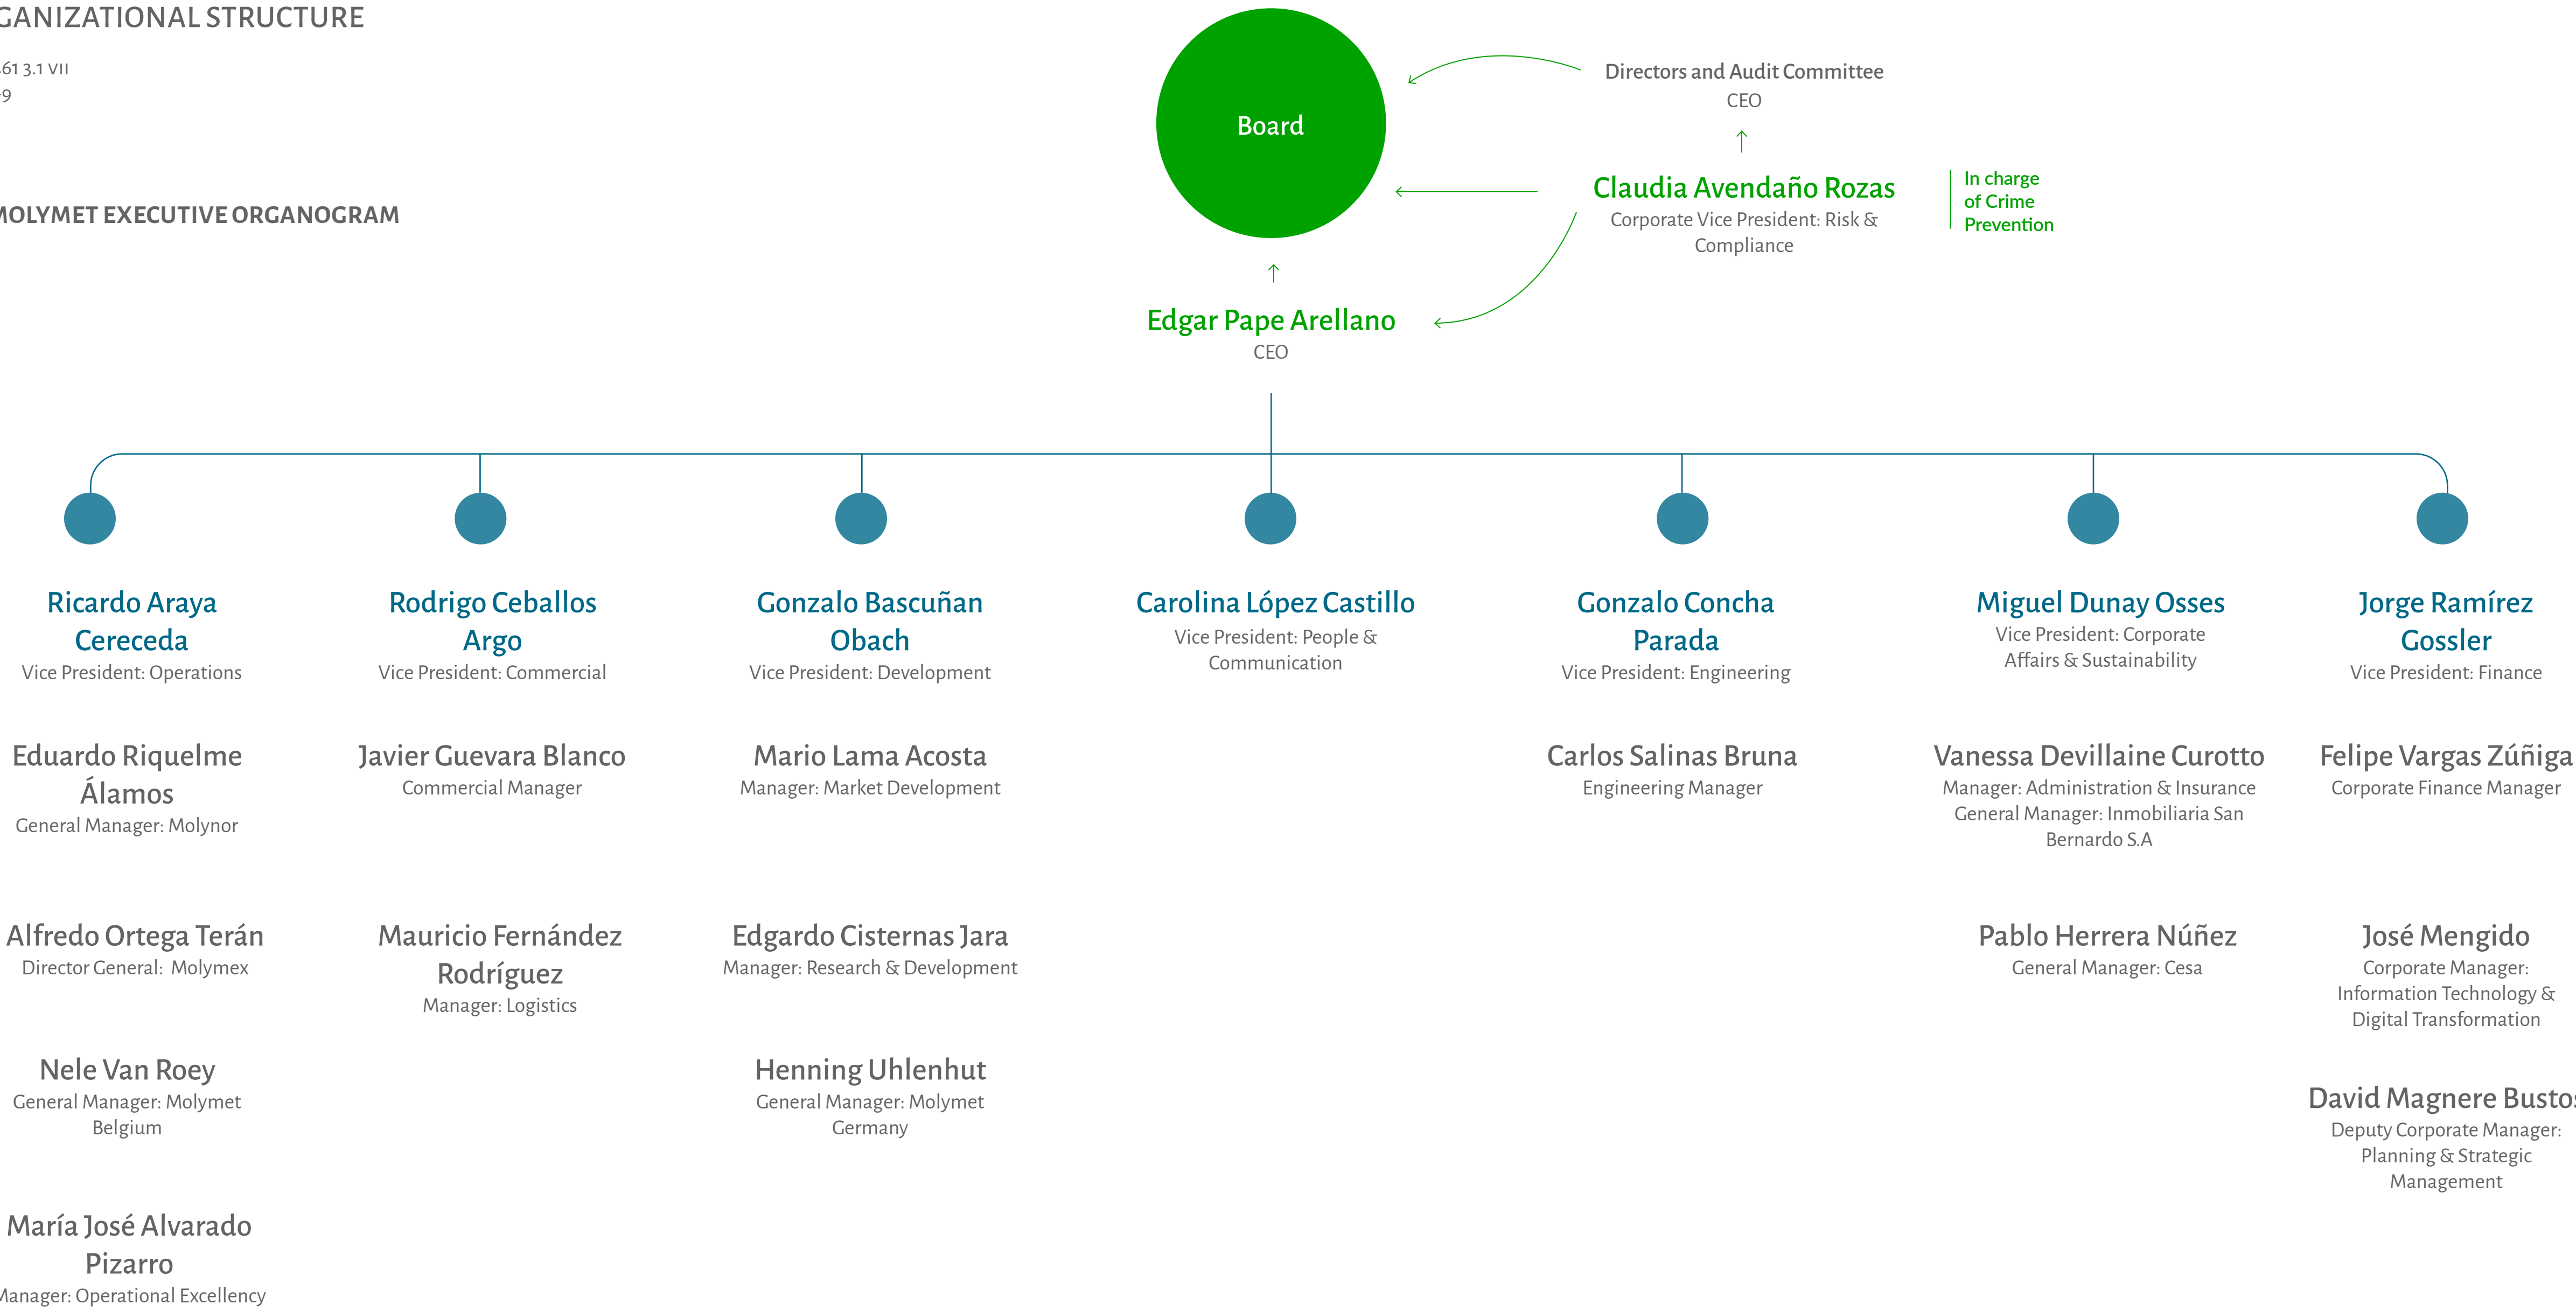 GANIZATIONAL STRUCTURE
61 3.1 VII
9
MOLYMET EXECUTIVE ORGANOGRAM
Board
Directors and Audit Committee
CEO
Claudia Avendaño Rozas
Corporate Vice President: Risk &
Compliance
In charge
of Crime
Prevention
Edgar Pape Arellano
CEO
Ricardo Araya
Cereceda
Vice President: Operations
Eduardo Riquelme
Álamos
General Manager: Molynor
Alfredo Ortega Terán
Director General: Molymex
Nele Van Roey
General Manager: Molymet
Belgium
María José Alvarado
Pizarro
Manager: Operational Excellency
Rodrigo Ceballos
Argo
Vice President: Commercial
Javier Guevara Blanco
Commercial Manager
Mauricio Fernández
Rodríguez
Manager: Logistics
Gonzalo Bascuñan
Obach
Vice President: Development
Mario Lama Acosta
Manager: Market Development
Edgardo Cisternas Jara
Manager: Research & Development
Henning Uhlenhut
General Manager: Molymet
Germany
Carolina López Castillo
Vice President: People &
Communication
Gonzalo Concha
Parada
Vice President: Engineering
Carlos Salinas Bruna
Engineering Manager
Miguel Dunay Osses
Vice President: Corporate
Affairs & Sustainability
Vanessa Devillaine Curotto
Manager: Administration & Insurance
General Manager: Inmobiliaria San
Bernardo S.A
Pablo Herrera Núñez
General Manager: Cesa
Jorge Ramírez
Gossler
Vice President: Finance
Felipe Vargas Zúñiga
Corporate Finance Manager
José Mengido
Corporate Manager:
Information Technology &
Digital Transformation
David Magnere Bustos
Deputy Corporate Manager:
Planning & Strategic
Management